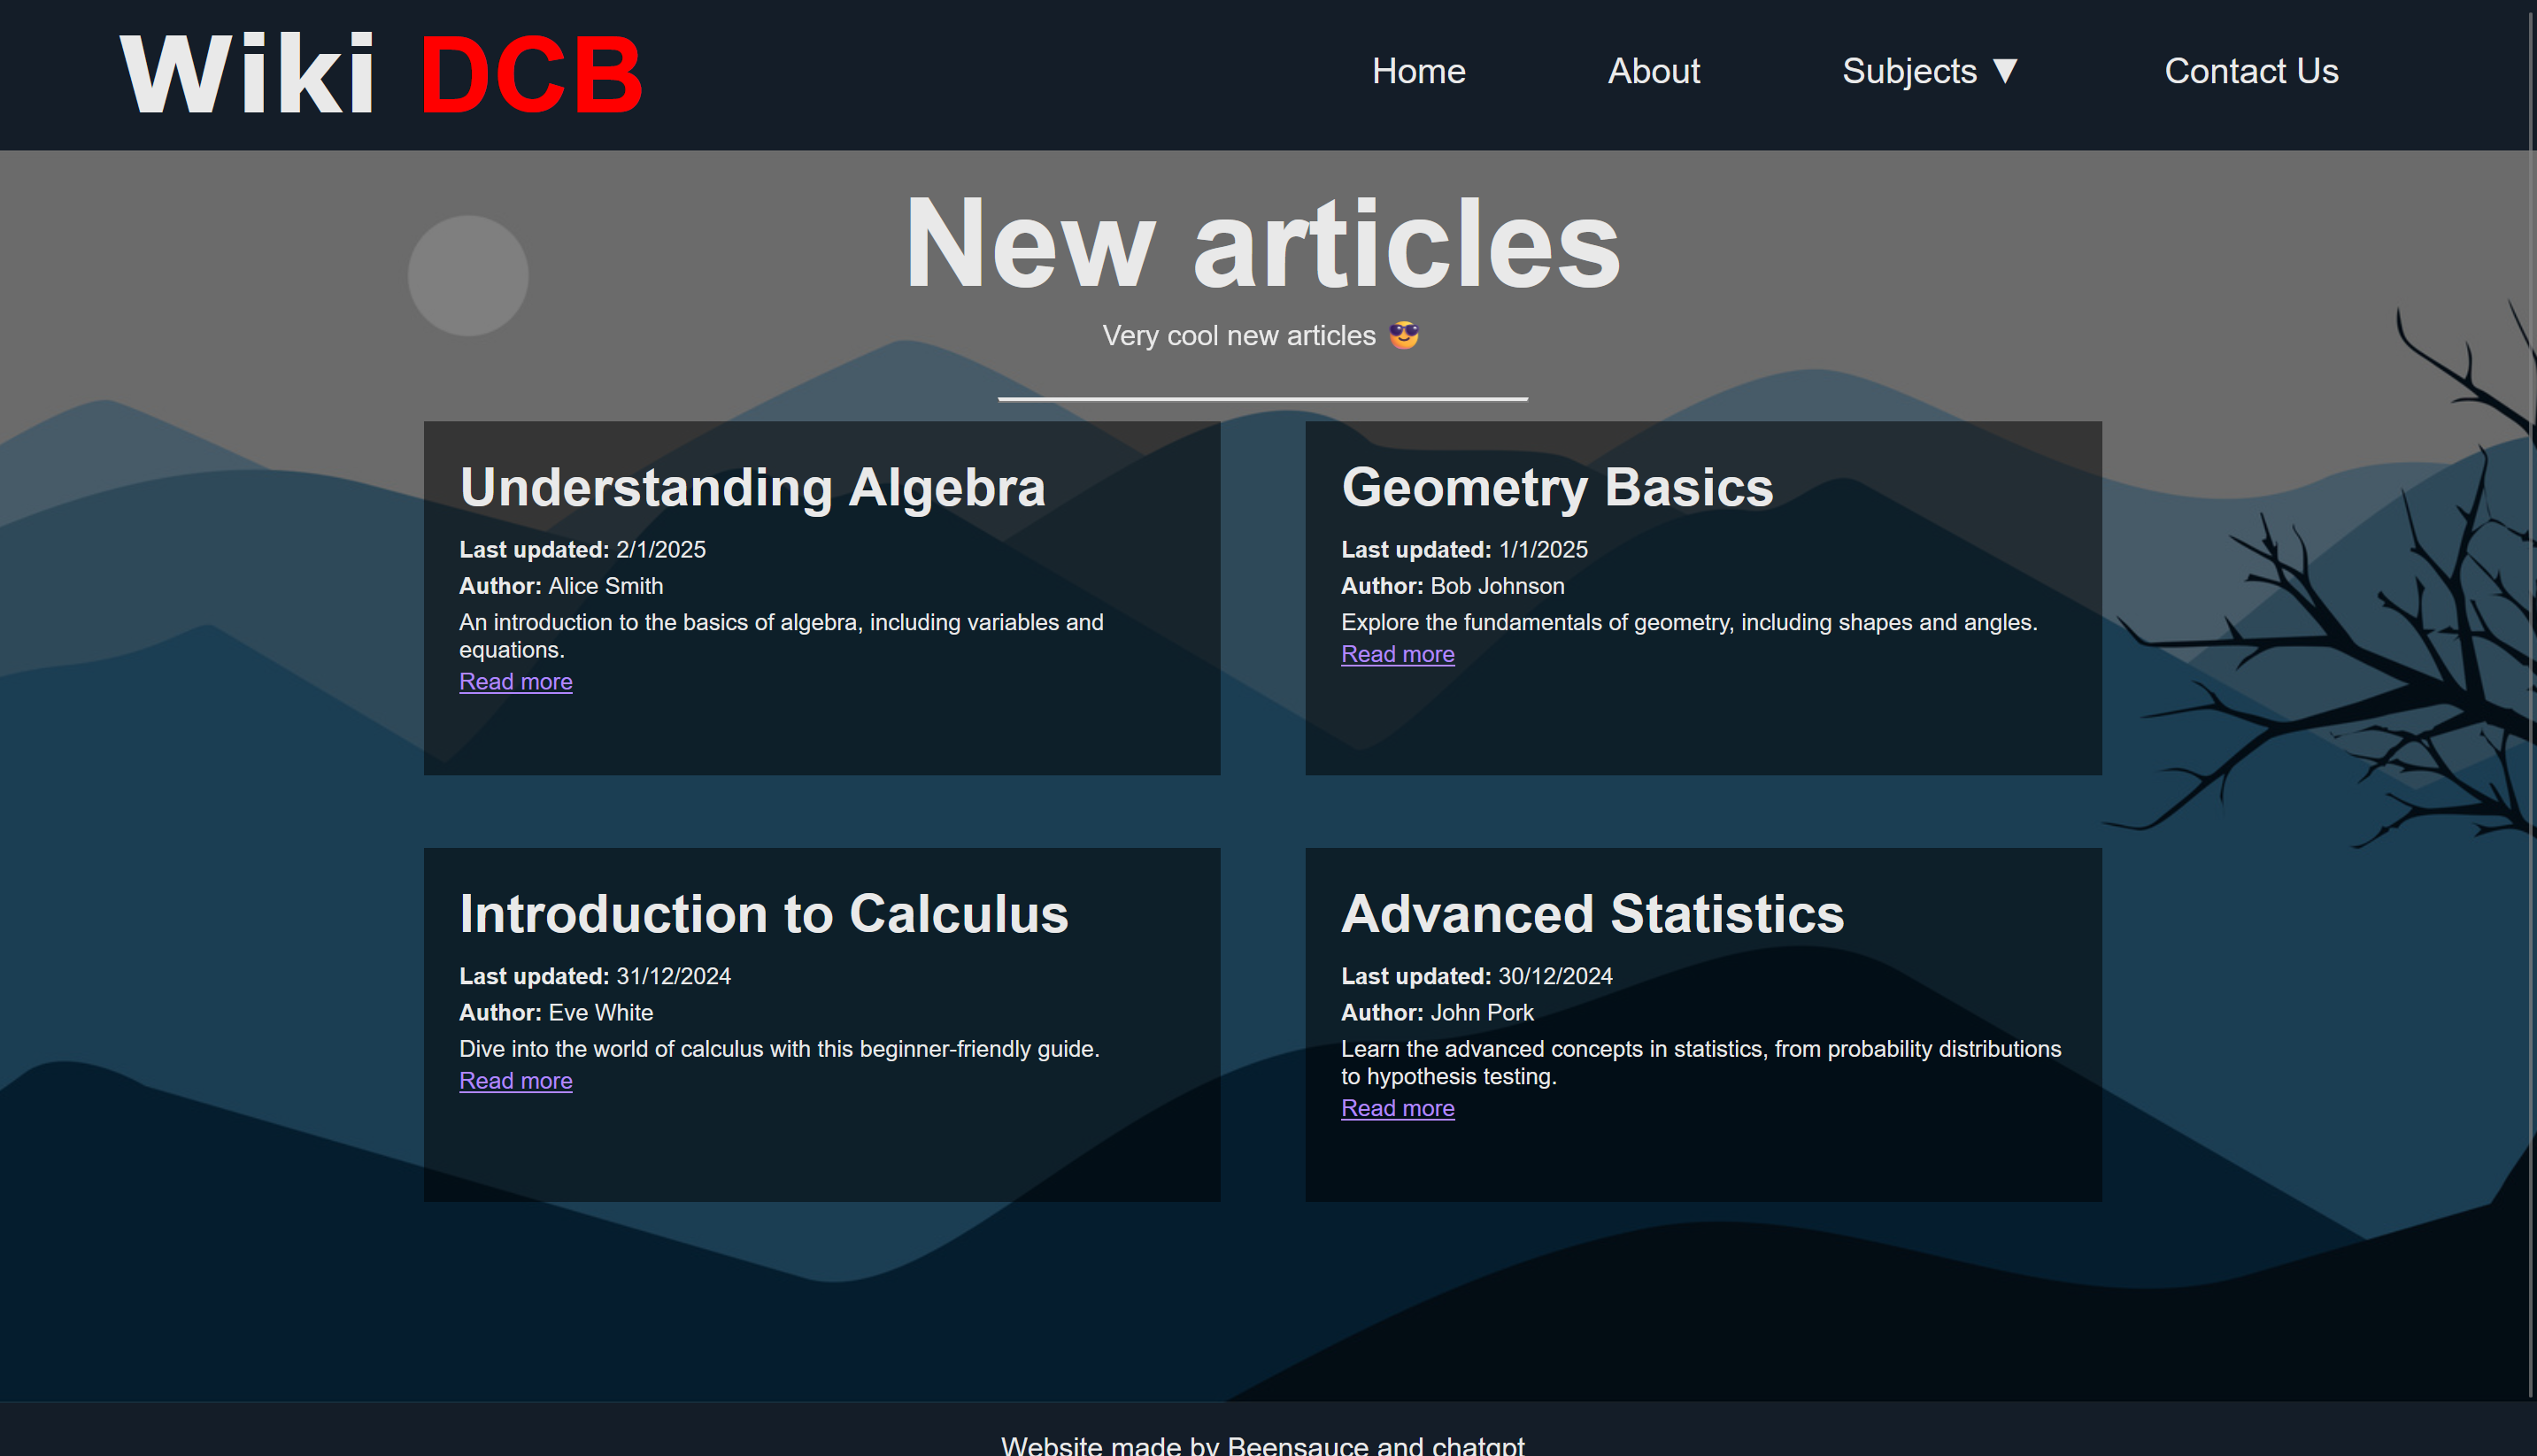 Wiki DCB
Home About Subjects ▼ Contact Us
New articles
Very cool new articles 😎
Understanding Algebra
Last updated: 2/1/2025
Author: Alice Smith
An introduction to the basics of algebra, including variables and
equations.
Read more
Geometry Basics
Last updated: 1/1/2025
Author: Bob Johnson
Explore the fundamentals of geometry, including shapes and angles.
Read more
Introduction to Calculus
Last updated: 31/12/2024
Author: Eve White
Dive into the world of calculus with this beginner-friendly guide.
Read more
Advanced Statistics
Last updated: 30/12/2024
Author: John Pork
Learn the advanced concepts in statistics, from probability distributions
to hypothesis testing.
Read more
Website made by Beensauce and chatgpt